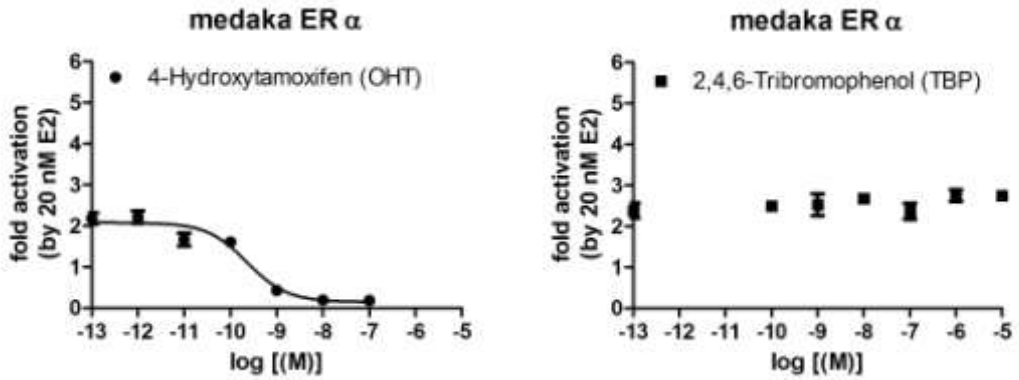 medaka ER α
6
5
4
3
2
1
0
fold activation
(by 20 nM E2)
4-Hydroxytamoxifen (OHT)
-13 -12 -11 -10 -9 -8 -7 -6 -5
log [(M)]
medaka ER α
6
5
4
3
2
1
0
fold activation
(by 20 nM E2)
2,4,6-Tribromophenol (TBP)
-13 -12 -11 -10 -9 -8 -7 -6 -5
log [(M)]